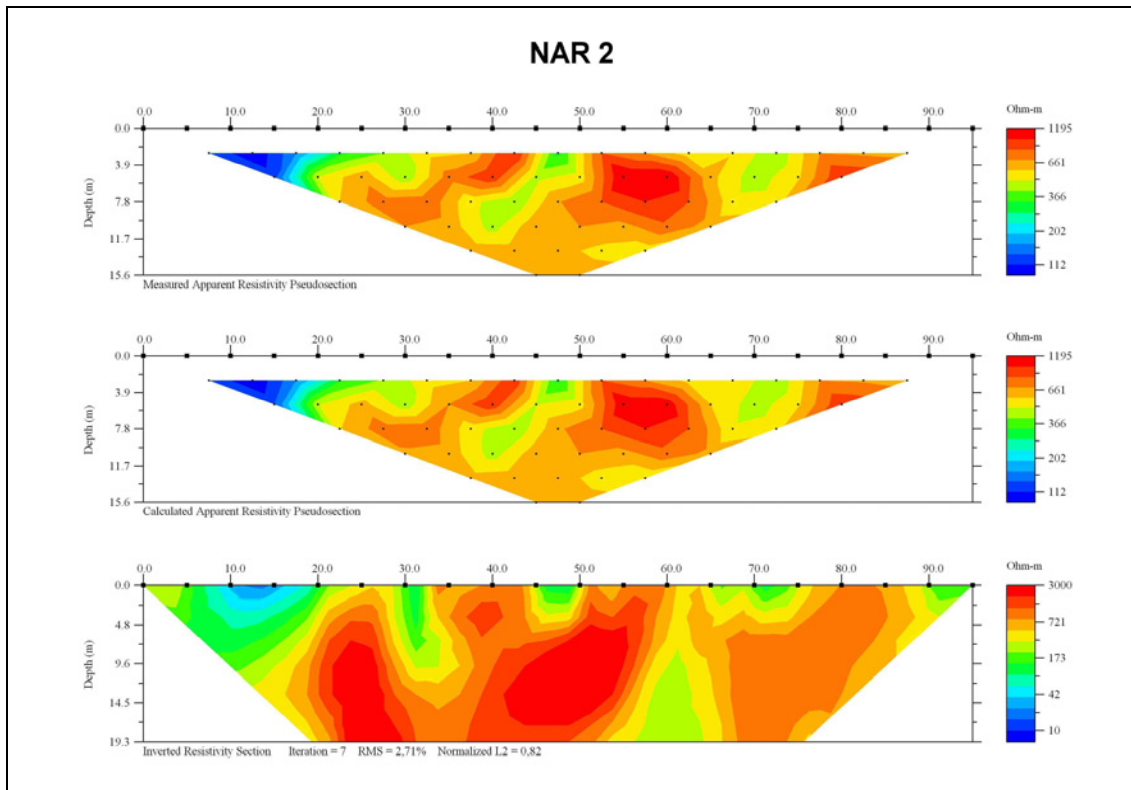 NAR 2
0.0 10.0 20.0 30.0 40.0 50.0 60.0 70.0 80.0 90.0 Ohm-m
0.0 1195
3.9 661
Depth (m) 7.8 366
11.7 202
15.6 112
Measured Apparent Resistivity Pseudosection
0.0 10.0 20.0 30.0 40.0 50.0 60.0 70.0 80.0 90.0 Ohm-m
0.0 1195
3.9 661
Depth (m) 7.8 366
11.7 202
15.6 112
Calculated Apparent Resistivity Pseudosection
0.0 10.0 20.0 30.0 40.0 50.0 60.0 70.0 80.0 90.0 Ohm-m
0.0 3000
4.8 721
Depth (m) 9.6 173
14.5 42
19.3 10
Inverted Resistivity Section Iteration = 7 RMS = 2,71% Normalized L2 = 0,82